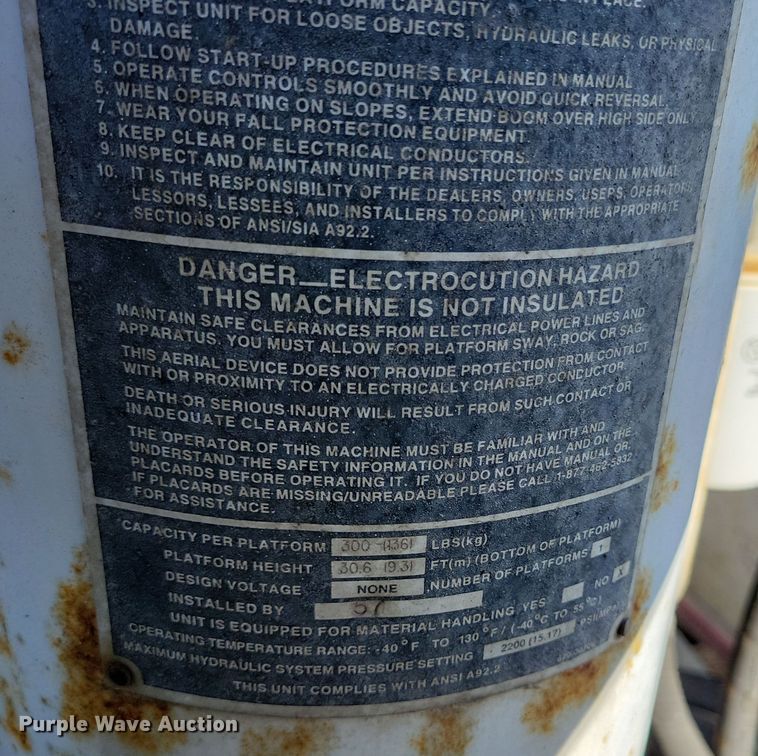 PLATFORM CAPACITY.
3. INSPECT UNIT FOR LOOSE OBJECTS, HYDRAULIC LEAKS, OR PHYSICAL
DAMAGE.
4. FOLLOW START-UP PROCEDURES EXPLAINED IN MANUAL
5. OPERATE CONTROLS SMOOTHLY AND AVOID QUICK REVERSAL.
6. WHEN OPERATING ON SLOPES, EXTEND BOOM OVER HIGH SIDE ONLY
7. WEAR YOUR FALL PROTECTION EQUIPMENT
8. KEEP CLEAR OF ELECTRICAL CONDUCTORS.
9. INSPECT AND MAINTAIN UNIT PER INSTRUCTIONS GIVEN IN MANUAL
10. IT IS THE RESPONSIBILITY OF THE DEALERS, OWNERS, USERS, OPERATORS,
LESSORS, LESSEES, AND INSTALLERS TO COMPLY WITH THE APPROPRIATE
SECTIONS OF ANSI/SIA A92.2.
DANGER—ELECTROCUTION HAZARD
THIS MACHINE IS NOT INSULATED
MAINTAIN SAFE CLEARANCES FROM ELECTRICAL POWER LINES AND
APPARATUS. YOU MUST ALLOW FOR PLATFORM SWAY, ROCK OR SAG.
THIS AERIAL DEVICE DOES NOT PROVIDE PROTECTION FROM CONTACT
WITH OR PROXIMITY TO AN ELECTRICALLY CHARGED CONDUCTOR.
DEATH OR SERIOUS INJURY WILL RESULT FROM SUCH CONTACT OR
INADEQUATE CLEARANCE.
THE OPERATOR OF THIS MACHINE MUST BE FAMILIAR WITH AND
UNDERSTAND THE SAFETY INFORMATION IN THE MANUAL AND ON THE
PLACARDS BEFORE OPERATING IT. IF YOU DO NOT HAVE MANUAL OR,
IF PLACARDS ARE MISSING/UNREADABLE PLEASE CALL 1-877-462-5932
FOR ASSISTANCE.
CAPACITY PER PLATFORM 300 (136) LBS(kg)
PLATFORM HEIGHT 30.6 (9.3) FT(m) (BOTTOM OF PLATFORM)
DESIGN VOLTAGE NONE NUMBER OF PLATFORMS 1
INSTALLED BY 57
UNIT IS EQUIPPED FOR MATERIAL HANDLING YES NO X
OPERATING TEMPERATURE RANGE: -40°F TO 130°F / (-40°C TO 55°C)
MAXIMUM HYDRAULIC SYSTEM PRESSURE SETTING 2200 (15.17) PSI(MPa)
THIS UNIT COMPLIES WITH ANSI A92.2
Purple Wave Auction